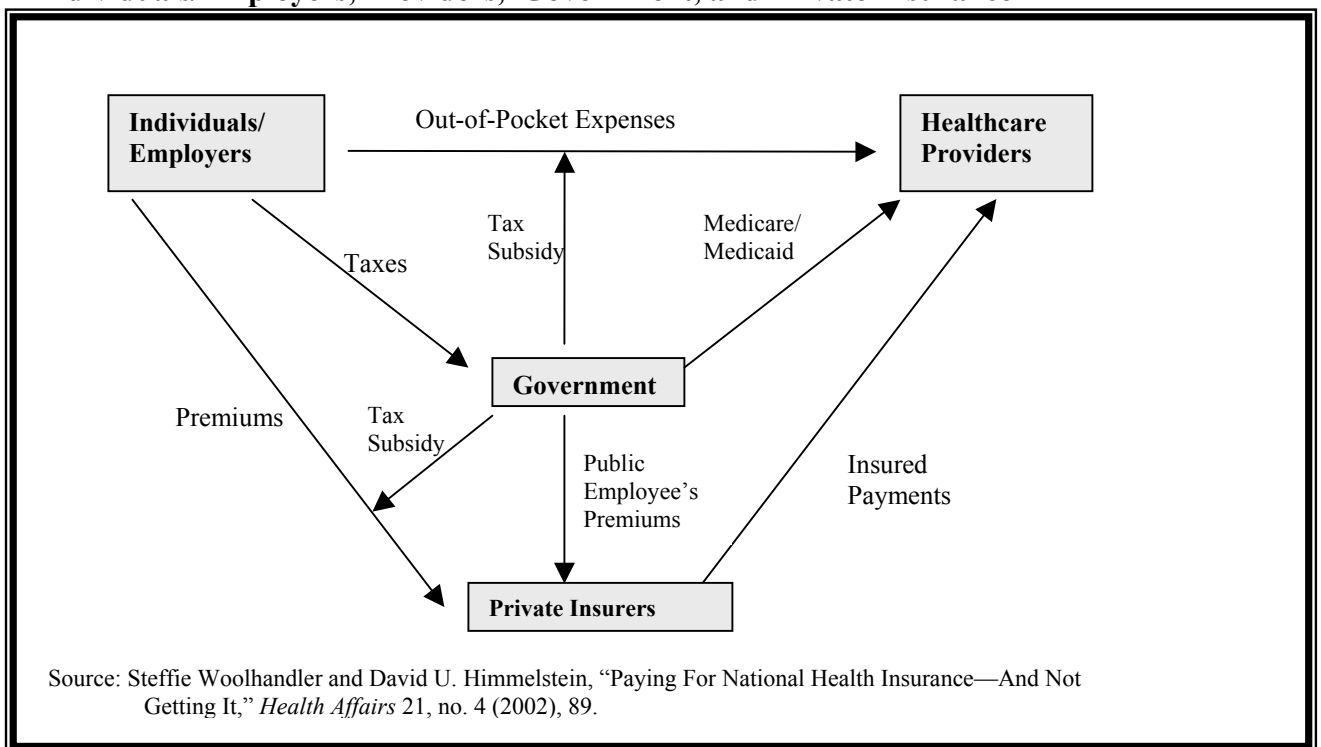 Individuals/
Employers
Out-of-Pocket Expenses
Healthcare
Providers
Tax
Subsidy
Medicare/
Medicaid
Taxes
Government
Premiums
Tax
Subsidy
Public
Employee’s
Premiums
Insured
Payments
Private Insurers
Source: Steffie Woolhandler and David U. Himmelstein, “Paying For National Health Insurance—And Not
Getting It,” Health Affairs 21, no. 4 (2002), 89.